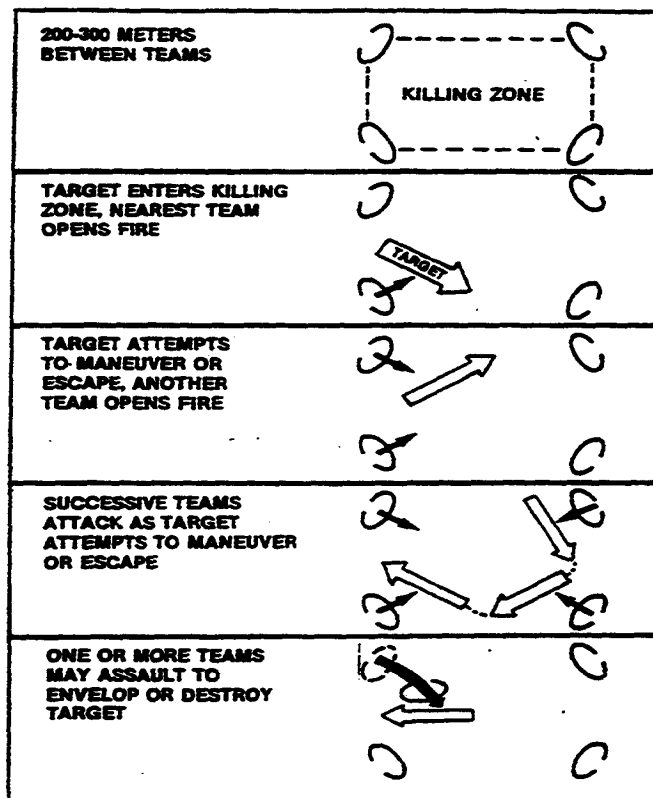 200-300 METERS
BETWEEN TEAMS
KILLING ZONE
TARGET ENTERS KILLING
ZONE, NEAREST TEAM
OPENS FIRE
TARGET
TARGET ATTEMPTS
TO MANEUVER OR
ESCAPE, ANOTHER
TEAM OPENS FIRE
SUCCESSIVE TEAMS
ATTACK AS TARGET
ATTEMPTS TO MANEUVER
OR ESCAPE
ONE OR MORE TEAMS
MAY ASSAULT TO
ENVELOP OR DESTROY
TARGET